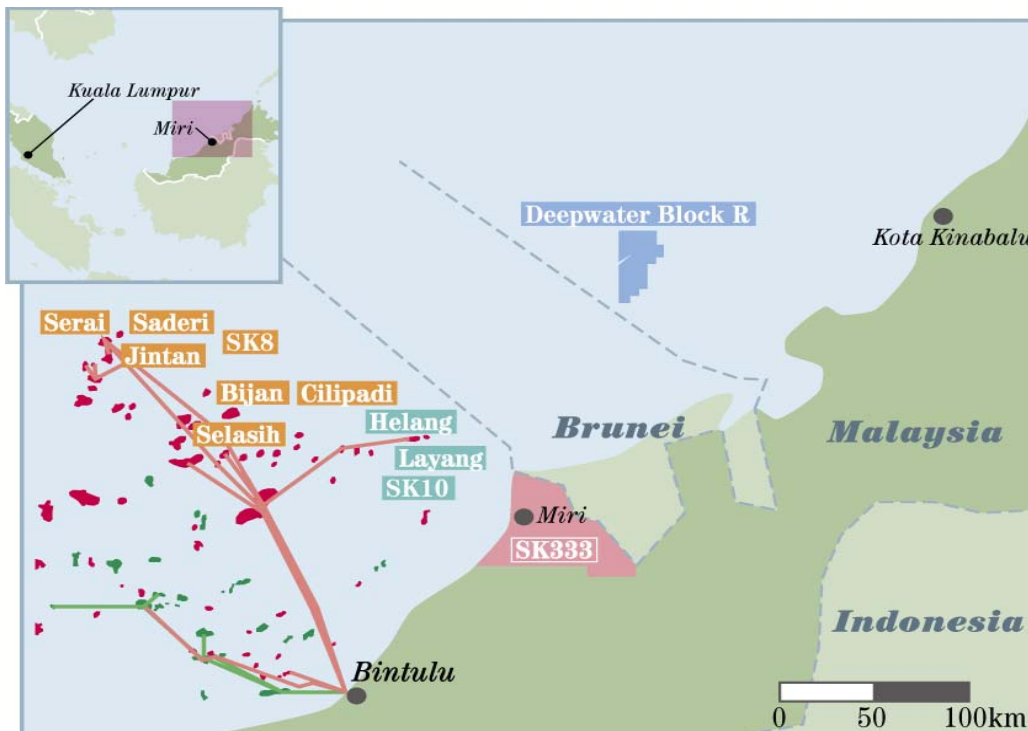 Kuala Lumpur
Miri
Deepwater Block R
Kota Kinabalu
Serai
Saderi
SK8
Jintan
Bijan
Cilipadi
Helang
Selasih
Brunei
Malaysia
Layang
SK10
Miri
SK333
Indonesia
Bintulu
0 50 100km